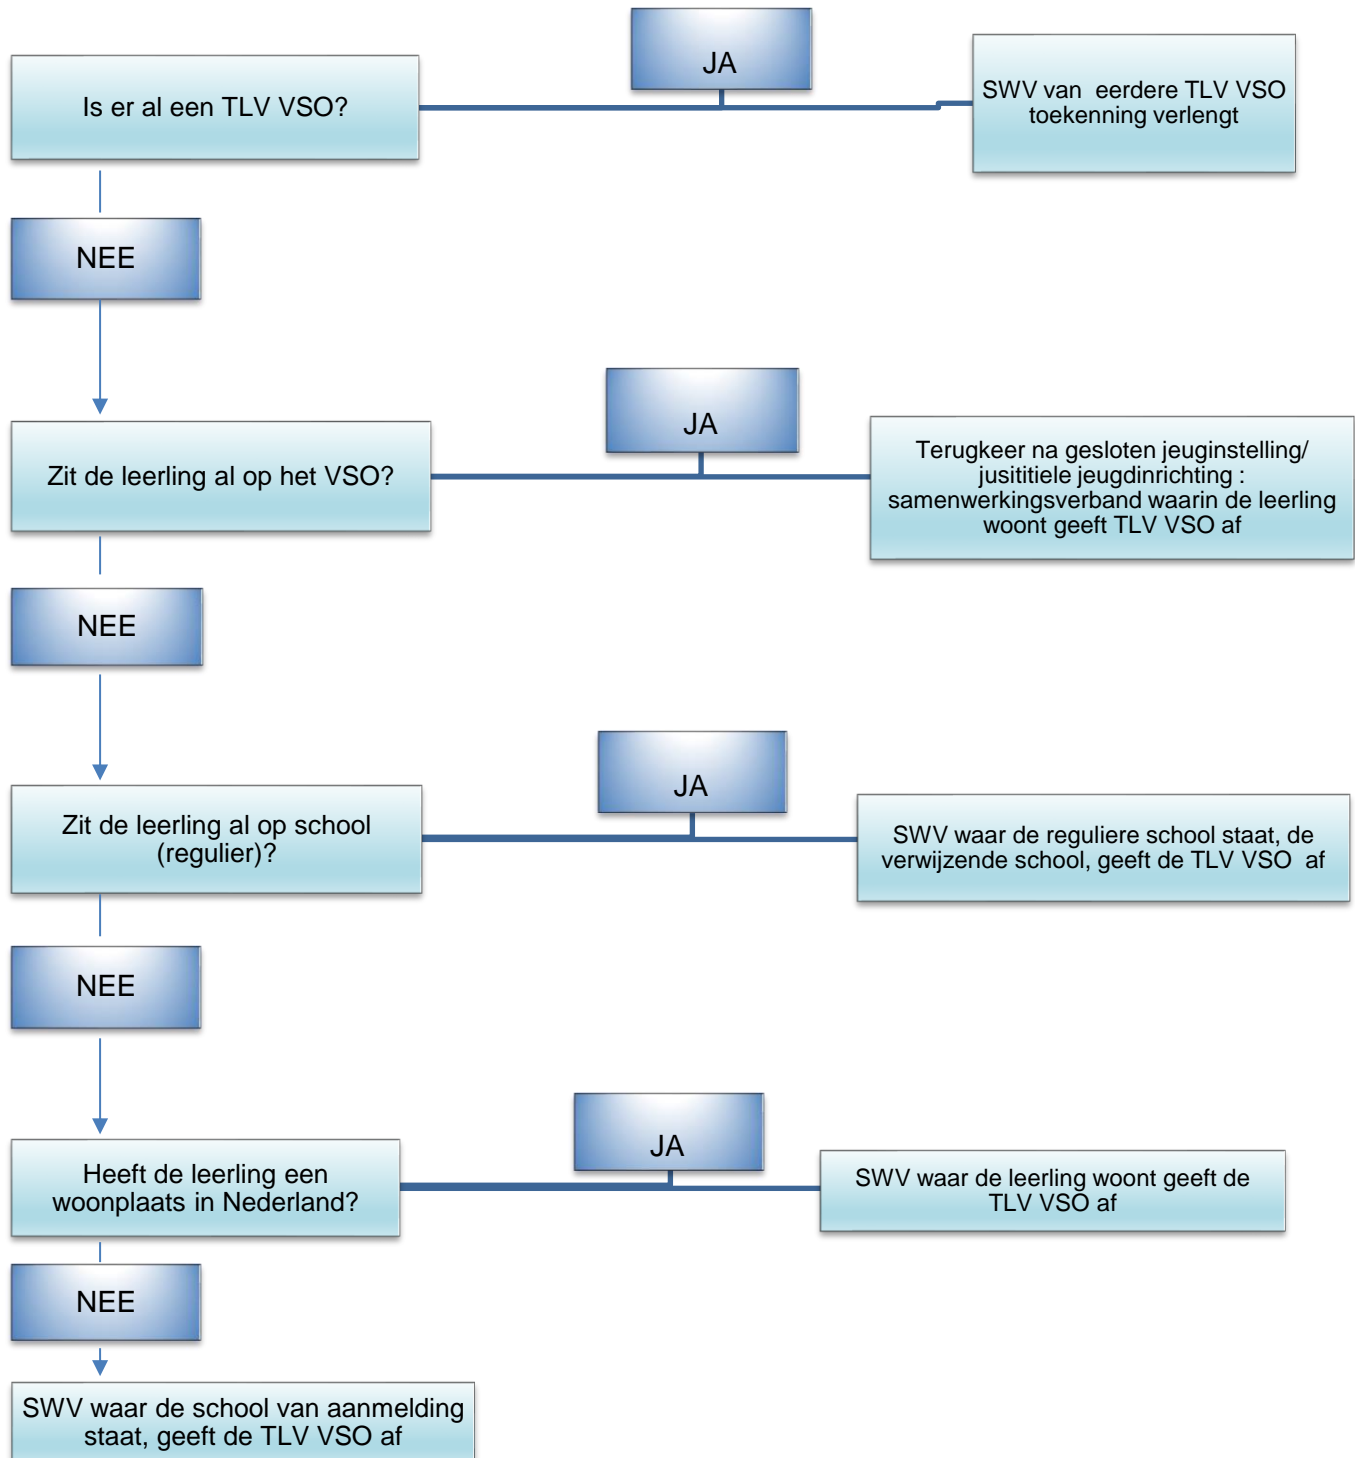 JA
Is er al een TLV VSO?
SWV van  eerdere TLV VSO
toekenning verlengt
NEE
JA
Zit de leerling al op het VSO?
Terugkeer na gesloten jeuginstelling/
jusititiele jeugdinrichting :
samenwerkingsverband waarin de leerling
woont geeft TLV VSO af
NEE
JA
Zit de leerling al op school
(regulier)?
SWV waar de reguliere school staat, de
verwijzende school, geeft de TLV VSO  af
NEE
JA
Heeft de leerling een
woonplaats in Nederland?
SWV waar de leerling woont geeft de
TLV VSO af
NEE
SWV waar de school van aanmelding
staat, geeft de TLV VSO af